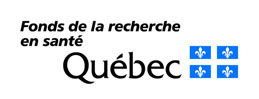 Fonds de la recherche
en santé
Québec